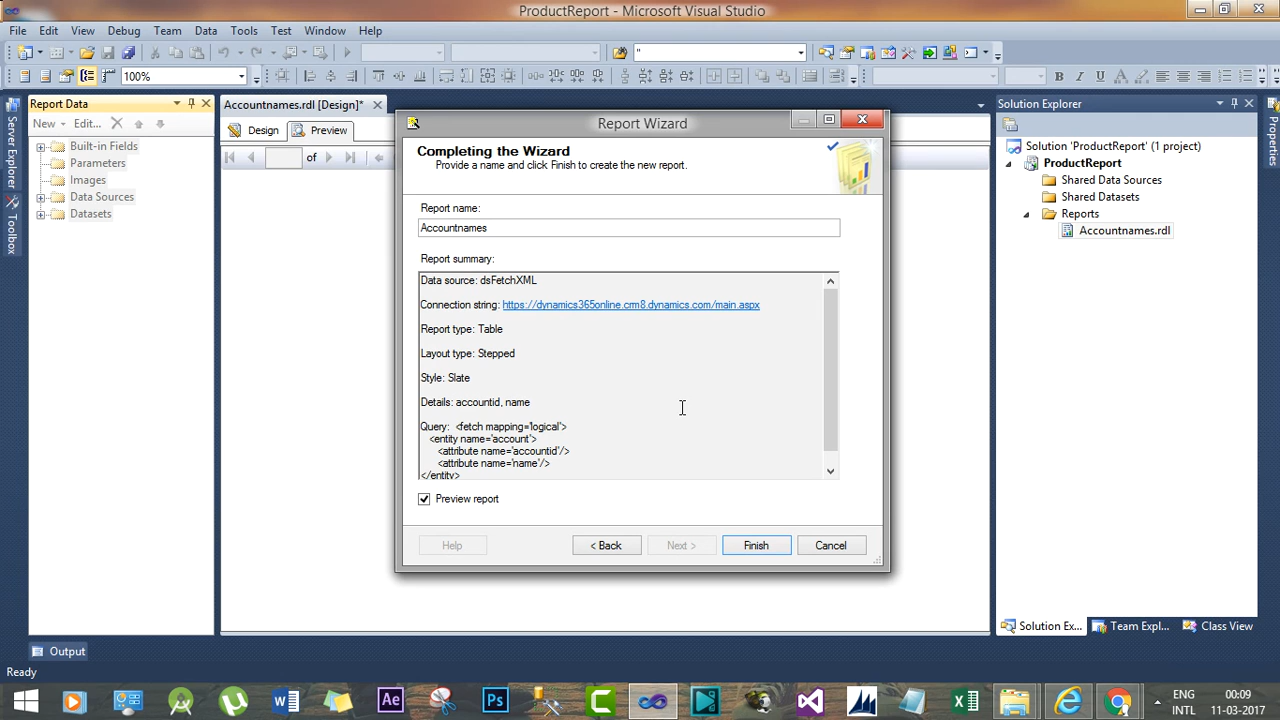 ProductReport - Microsoft Visual Studio
File Edit View Debug Team Data Tools Test Window Help
"
100%
B I U A
Report Data
New Edit...
Built-in Fields
Parameters
Images
Data Sources
Datasets
Server Explorer
Toolbox
Accountnames.rdl [Design]*
Design Preview
of
Report Wizard
Completing the Wizard
Provide a name and click Finish to create the new report.
Report name:
Accountnames
Report summary:
Data source: dsFetchXML
Connection string: https://dynamics365online.crm8.dynamics.com/main.aspx
Report type: Table
Layout type: Stepped
Style: Slate
Details: accountid, name
Query: <fetch mapping='logical'>
<entity name='account'>
<attribute name='accountid'/>
<attribute name='name'/>
</entity>
Preview report
Help < Back Next > Finish Cancel
Solution Explorer
Solution 'ProductReport' (1 project)
ProductReport
Shared Data Sources
Shared Datasets
Reports
Accountnames.rdl
Properties
Solution Ex... Team Expl... Class View
Output
Ready
W Ae Ps C X
ENG 00:09
INTL 11-03-2017